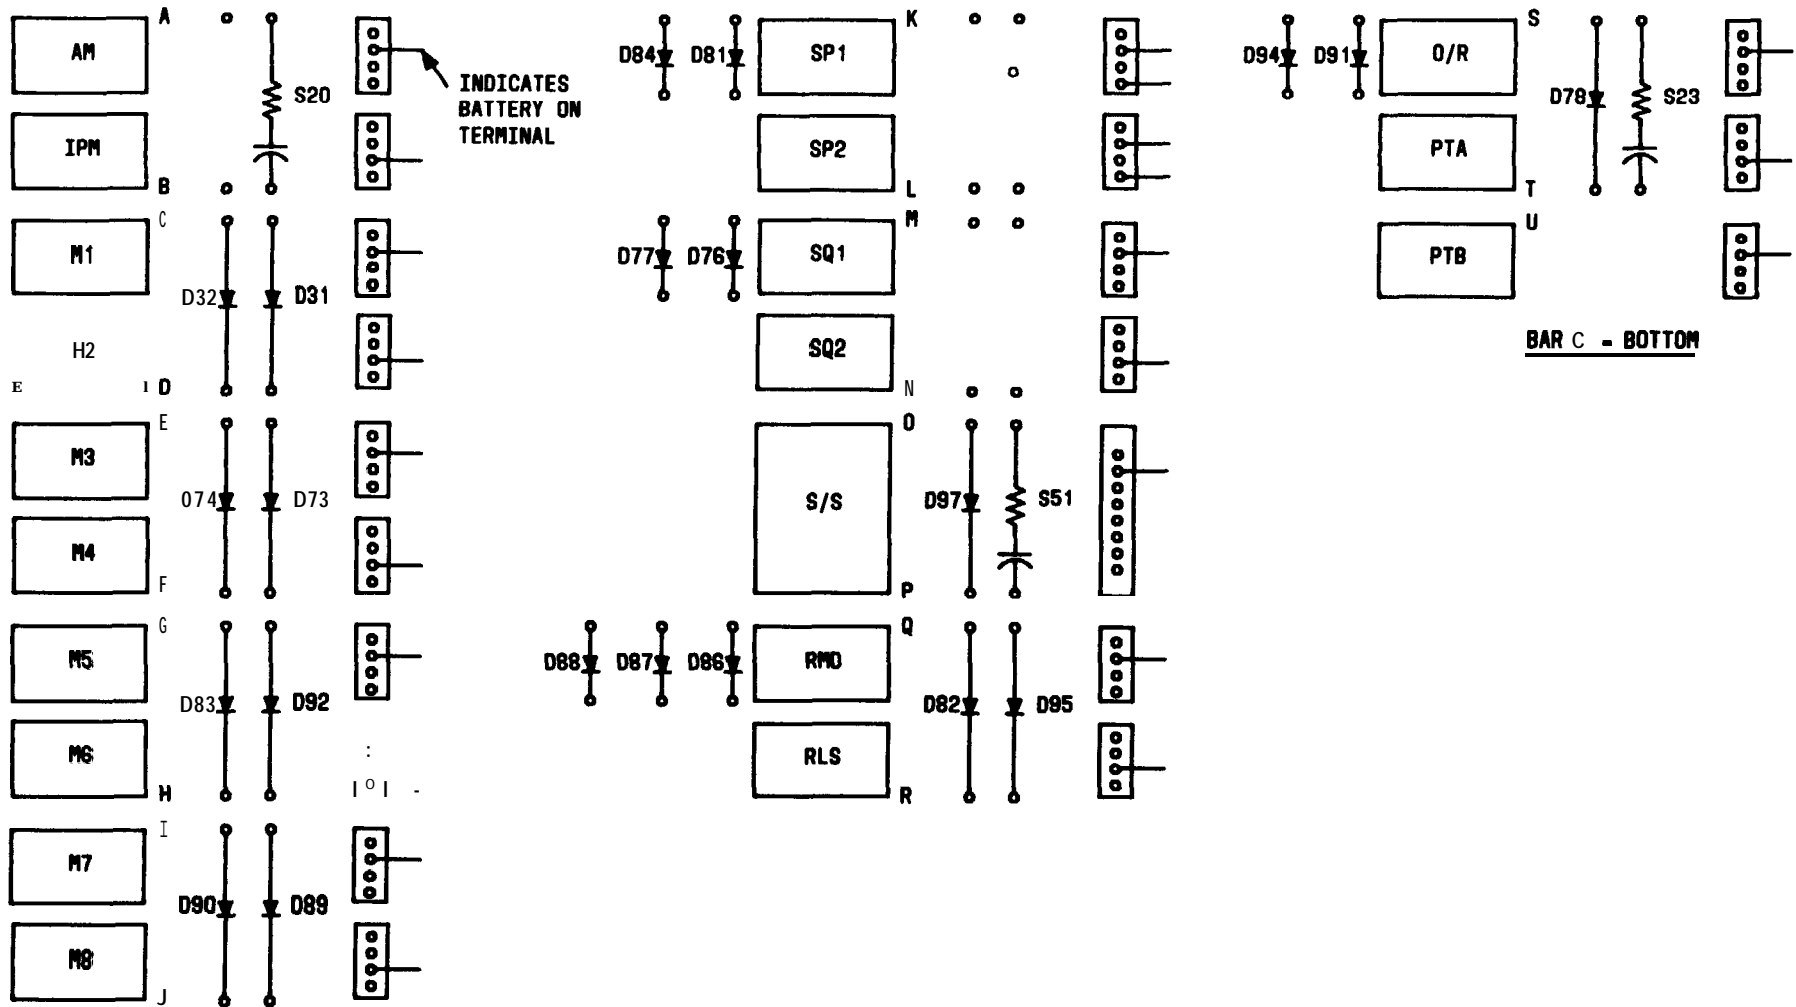 A
AM
S20
INDICATES
BATTERY ON
TERMINAL
IPM
B
C
M1
D32
D31
H2
E
I D
E
M3
074
D73
M4
F
G
M5
D83
D92
M6
H
I
M7
D90
D89
M8
J
D84
D81
SP1
K
SP2
L
M
D77
D76
SQ1
SQ2
N
O
S/S
D97
S51
P
Q
D88
D87
D86
RMO
D82
D95
RLS
R
D94
D91
O/R
S
D78
S23
PTA
T
U
PTB
BAR C - BOTTOM